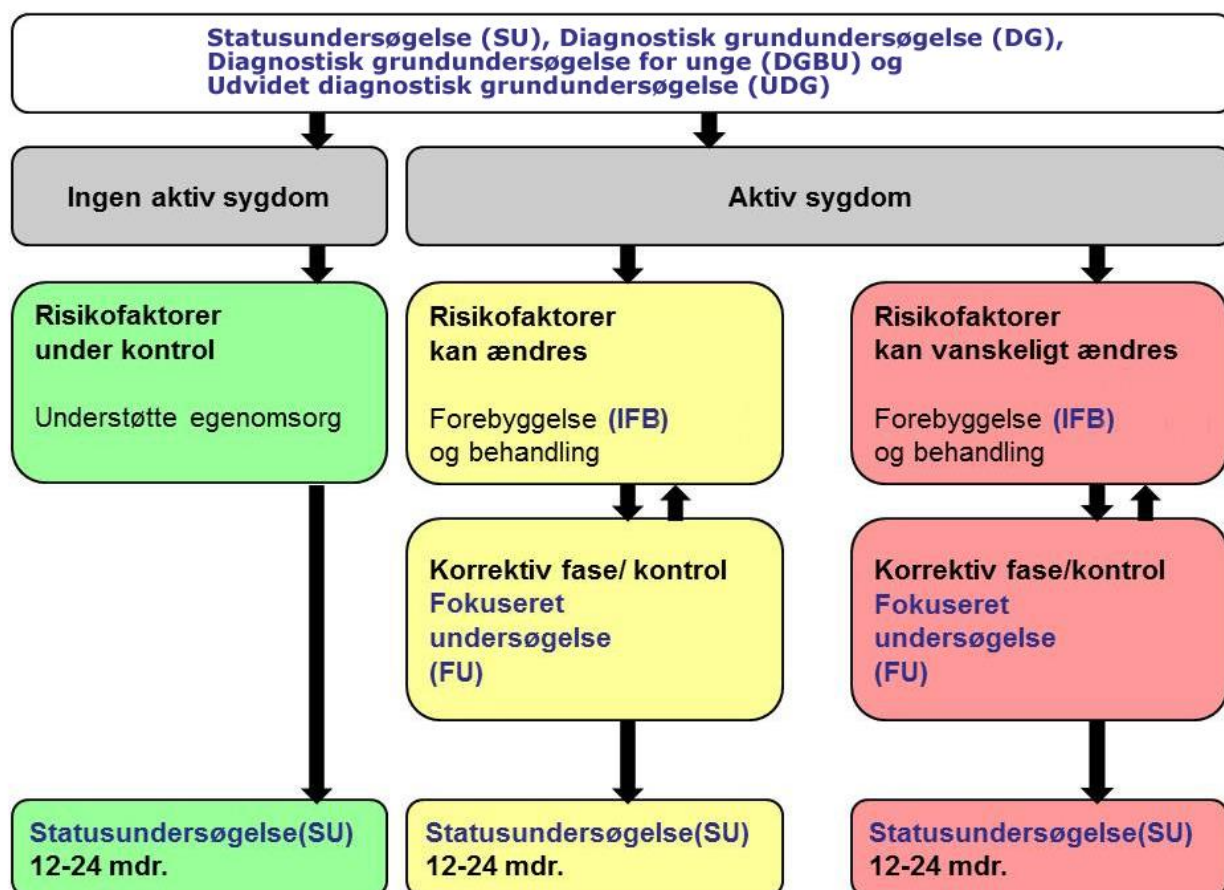 Statusundersøgelse (SU), Diagnostisk grundundersøgelse (DG),
Diagnostisk grundundersøgelse for unge (DGBU) og
Udvidet diagnostisk grundundersøgelse (UDG)
Ingen aktiv sygdom
Aktiv sygdom
Risikofaktorer
under kontrol
Understøtte egenomsorg
Risikofaktorer
kan ændres
Forebyggelse (IFB)
og behandling
Risikofaktorer
kan vanskeligt ændres
Forebyggelse (IFB)
og behandling
Korrektiv fase/ kontrol
Fokuseret
undersøgelse
(FU)
Korrektiv fase/kontrol
Fokuseret
undersøgelse
(FU)
Statusundersøgelse(SU)
12-24 mdr.
Statusundersøgelse(SU)
12-24 mdr.
Statusundersøgelse(SU)
12-24 mdr.